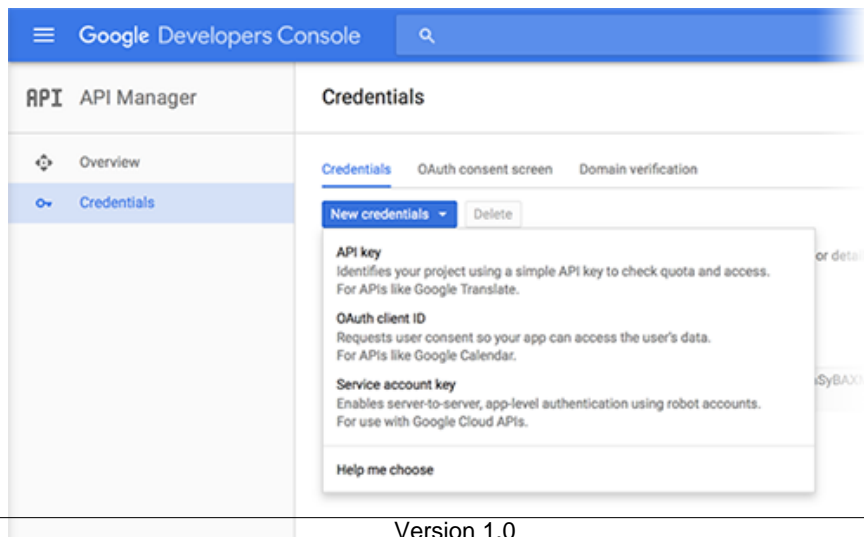 Google Developers Console
API API Manager
Credentials
Overview
Credentials
Credentials OAuth consent screen Domain verification
New credentials Delete
API key
Identifies your project using a simple API key to check quota and access.
For APIs like Google Translate.
or detai
OAuth client ID
Requests user consent so your app can access the user's data.
For APIs like Google Calendar.
Service account key
Enables server-to-server, app-level authentication using robot accounts.
For use with Google Cloud APIs.
Help me choose
Version 1.0